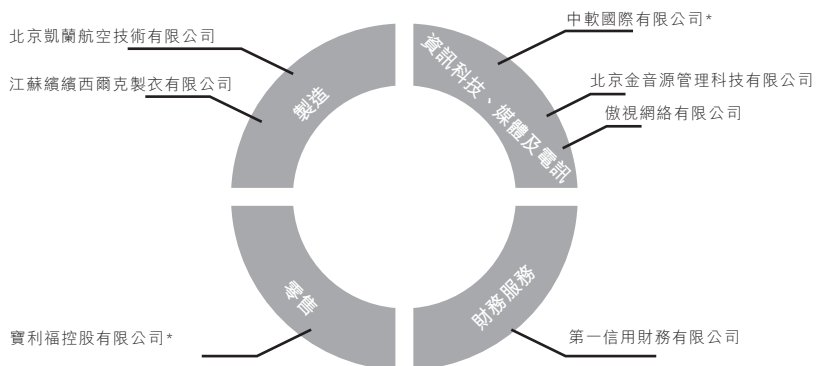 中軟國際有限公司*
北京凱蘭航空技術有限公司
北京金音源管理科技有限公司
江蘇繽繽西爾克製衣有限公司
傲視網絡有限公司
製造
資訊科技、媒體及電訊
零售
財務服務
寶利福控股有限公司*
第一信用財務有限公司